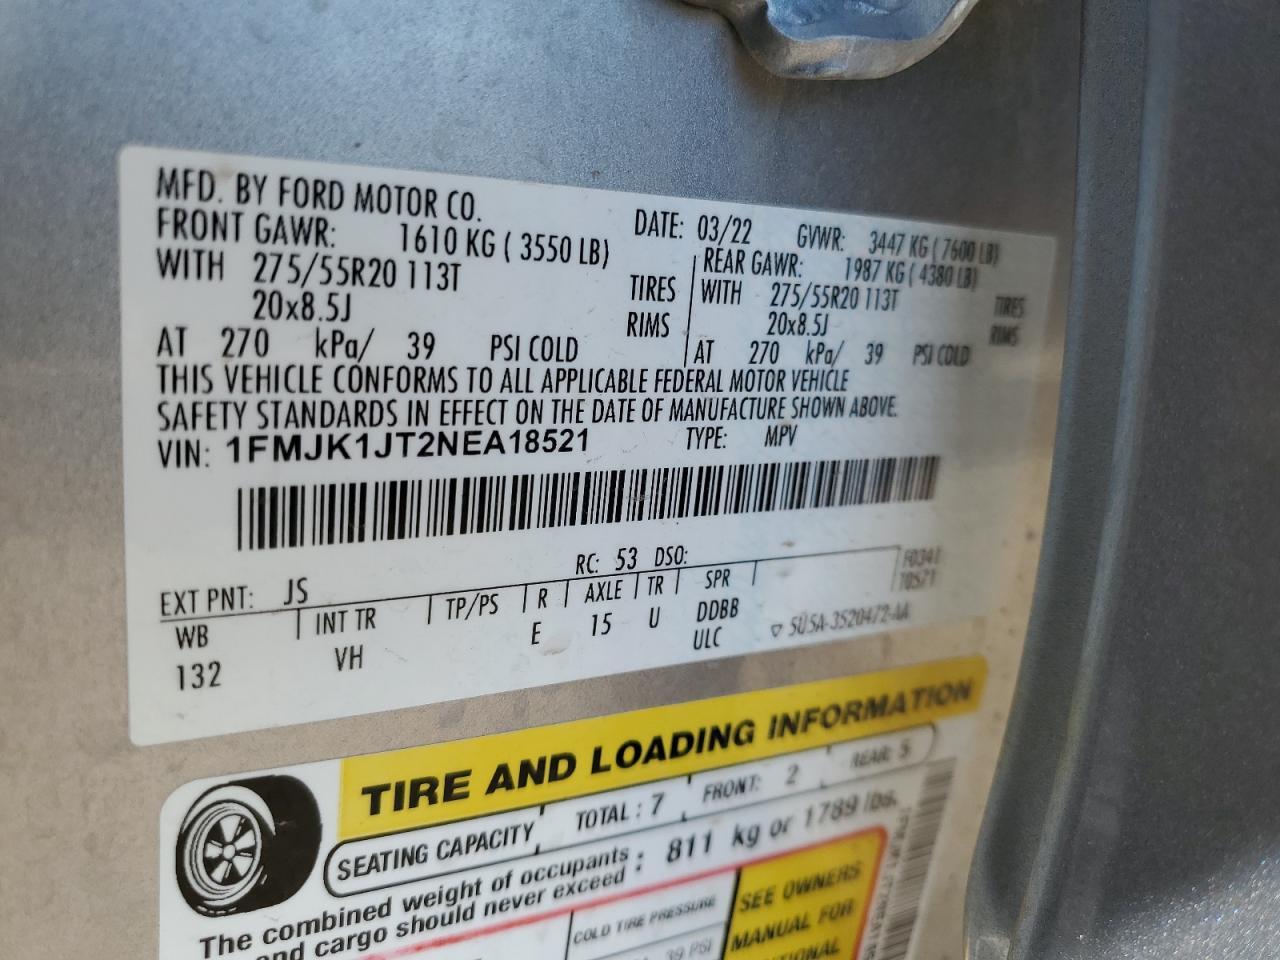 MFD. BY FORD MOTOR CO.
DATE: 03/22 GVWR: 3447 KG ( 7600 LB)
FRONT GAWR: 1610 KG ( 3550 LB) REAR GAWR: 1987 KG ( 4380 LB)
WITH 275/55R20 113T TIRES WITH 275/55R20 113T TIRES
20x8.5J RIMS 20x8.5J RIMS
AT 270 kPa/ 39 PSI COLD AT 270 kPa/ 39 PSI COLD
THIS VEHICLE CONFORMS TO ALL APPLICABLE FEDERAL MOTOR VEHICLE
SAFETY STANDARDS IN EFFECT ON THE DATE OF MANUFACTURE SHOWN ABOVE.
VIN: 1FMJK1JT2NEA18521 TYPE: MPV
EXT PNT: JS RC: 53 DSO:
WB INT TR TP/PS R AXLE TR SPR
132 VH E 15 U DDBB
ULC
TIRE AND LOADING INFORMATION
SEATING CAPACITY TOTAL : 7 FRONT: 2 REAR: 5
The combined weight of occupants
and cargo should never exceed : 811 kg or 1789 lbs.
COLD TIRE PRESSURE
39 PSI
SEE OWNERS
MANUAL FOR